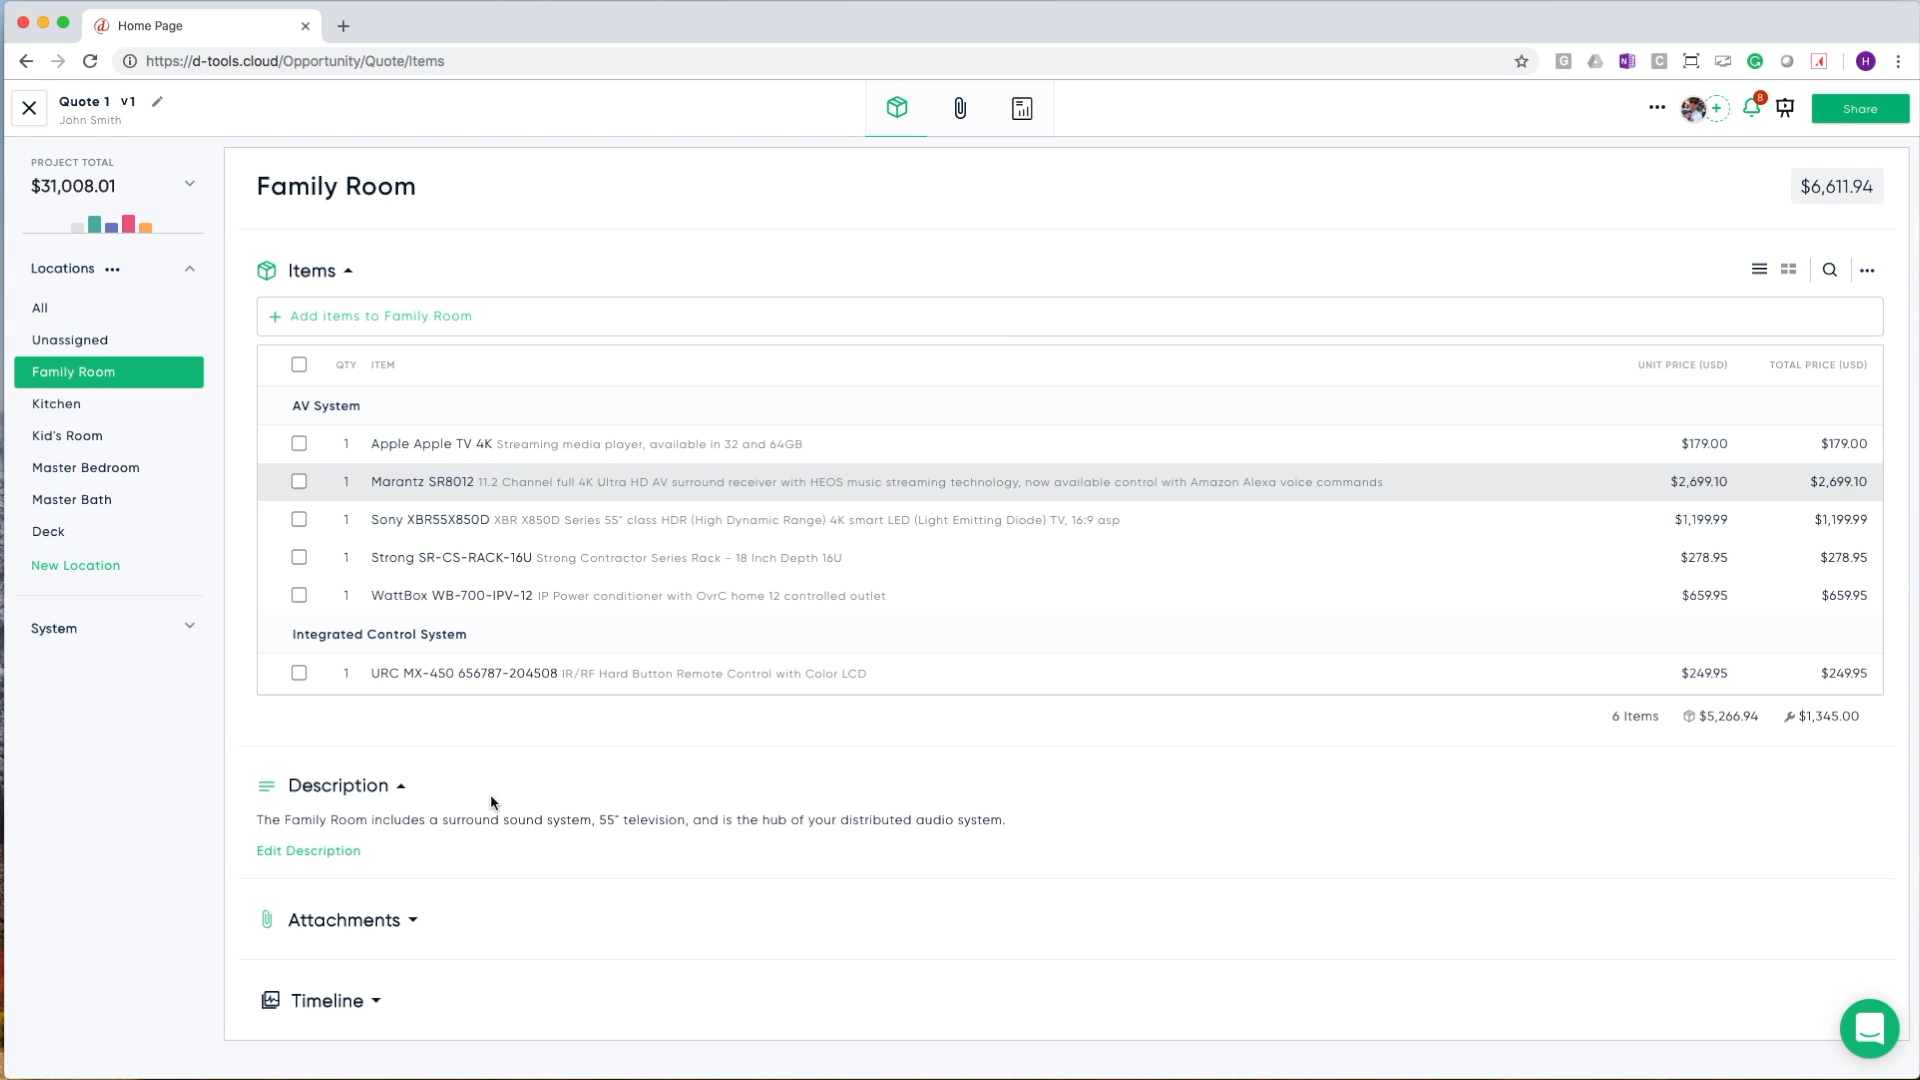 Home Page
https://d-tools.cloud/Opportunity/Quote/Items
Quote 1 v1
John Smith
8
Share
PROJECT TOTAL
$31,008.01
Locations
All
Unassigned
Family Room
Kitchen
Kid's Room
Master Bedroom
Master Bath
Deck
New Location
System
Family Room
$6,611.94
Items
+ Add items to Family Room
QTY ITEM UNIT PRICE (USD) TOTAL PRICE (USD)
AV System
1 Apple Apple TV 4K Streaming media player, available in 32 and 64GB $179.00 $179.00
1 Marantz SR8012 11.2 Channel full 4K Ultra HD AV surround receiver with HEOS music streaming technology, now available control with Amazon Alexa voice commands $2,699.10 $2,699.10
1 Sony XBR55X850D XBR X850D Series 55" class HDR (High Dynamic Range) 4K smart LED (Light Emitting Diode) TV, 16:9 asp $1,199.99 $1,199.99
1 Strong SR-CS-RACK-16U Strong Contractor Series Rack - 18 Inch Depth 16U $278.95 $278.95
1 WattBox WB-700-IPV-12 IP Power conditioner with OvrC home 12 controlled outlet $659.95 $659.95
Integrated Control System
1 URC MX-450 656787-204508 IR/RF Hard Button Remote Control with Color LCD $249.95 $249.95
6 Items $5,266.94 $1,345.00
Description
The Family Room includes a surround sound system, 55" television, and is the hub of your distributed audio system.
Edit Description
Attachments
Timeline